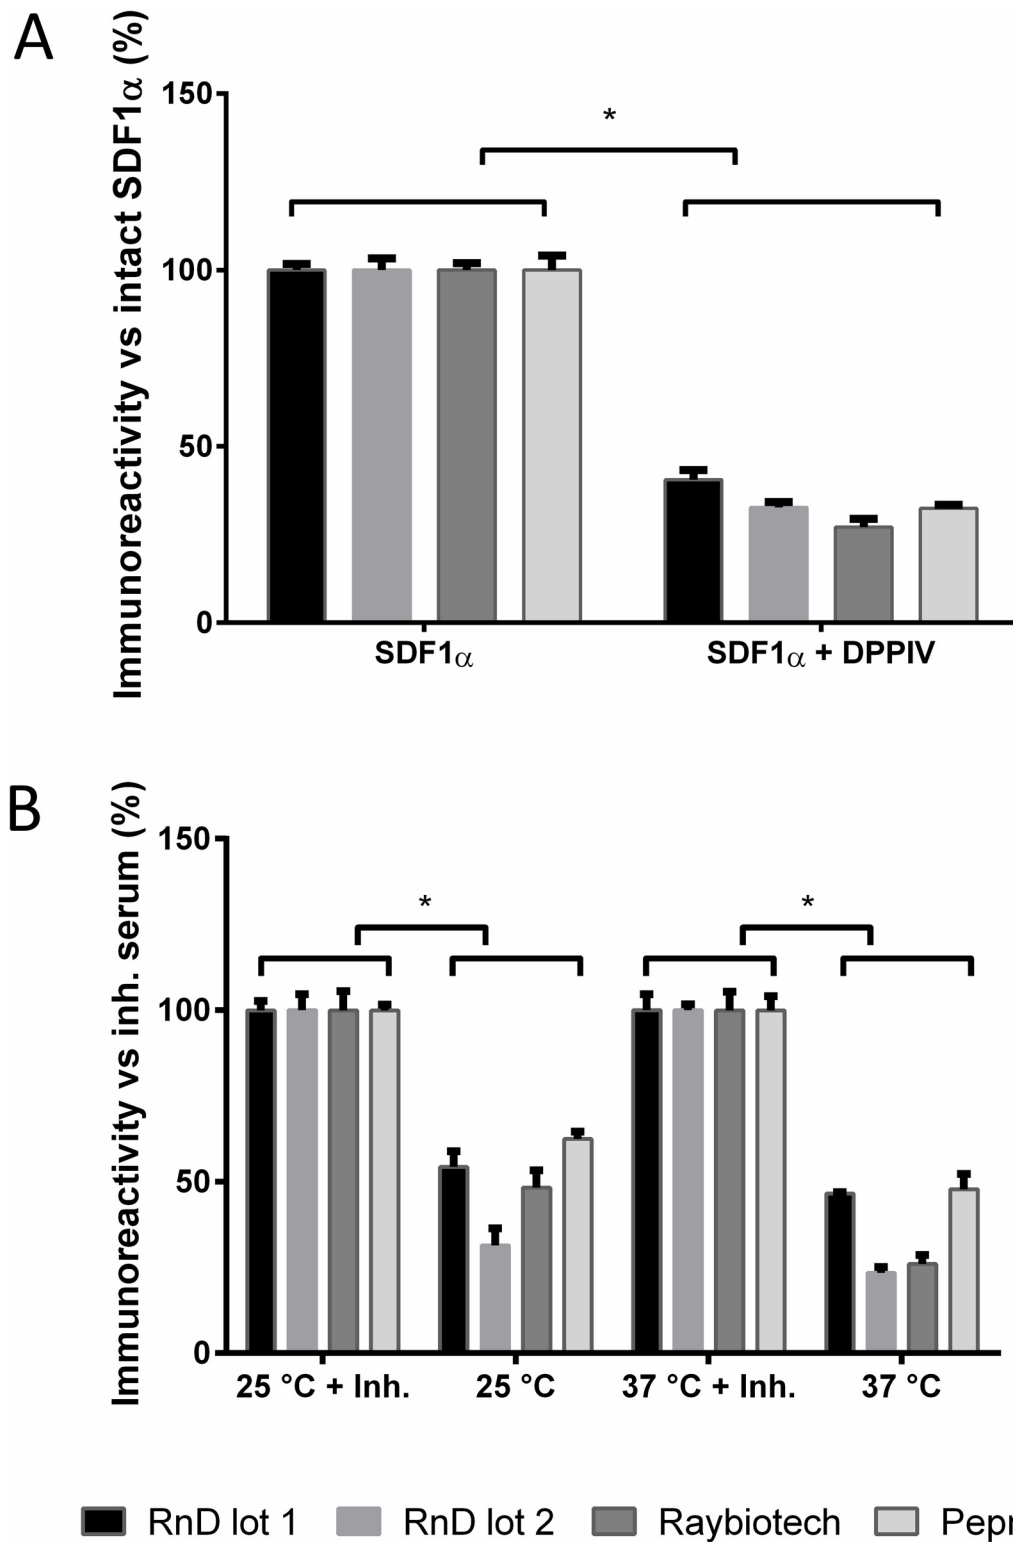 A
Immunoreactivity vs intact SDF1α (%)
150
*
100
50
0
SDF1α
SDF1α + DPPIV
B
Immunoreactivity vs inh. serum (%)
150
*
*
100
50
0
25 °C + Inh.
25 °C
37 °C + Inh.
37 °C
RnD lot 1
RnD lot 2
Raybiotech